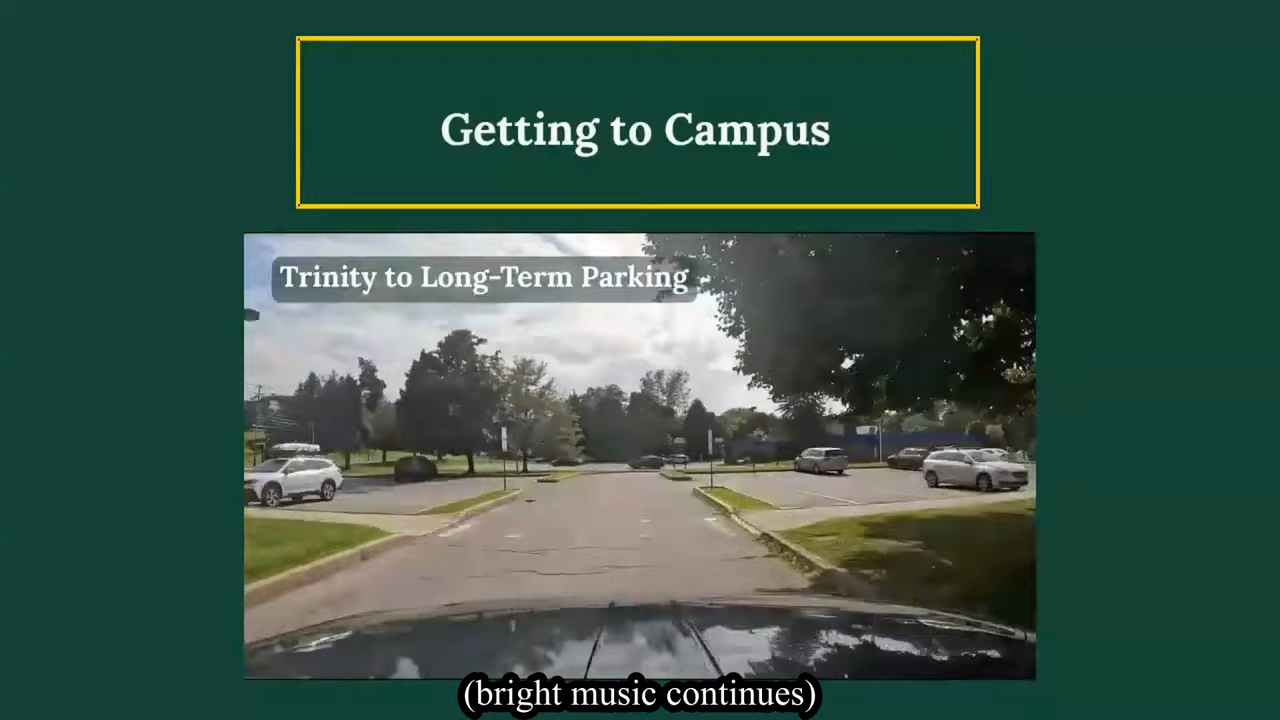 Getting to Campus
Trinity to Long-Term Parking
(bright music continues)